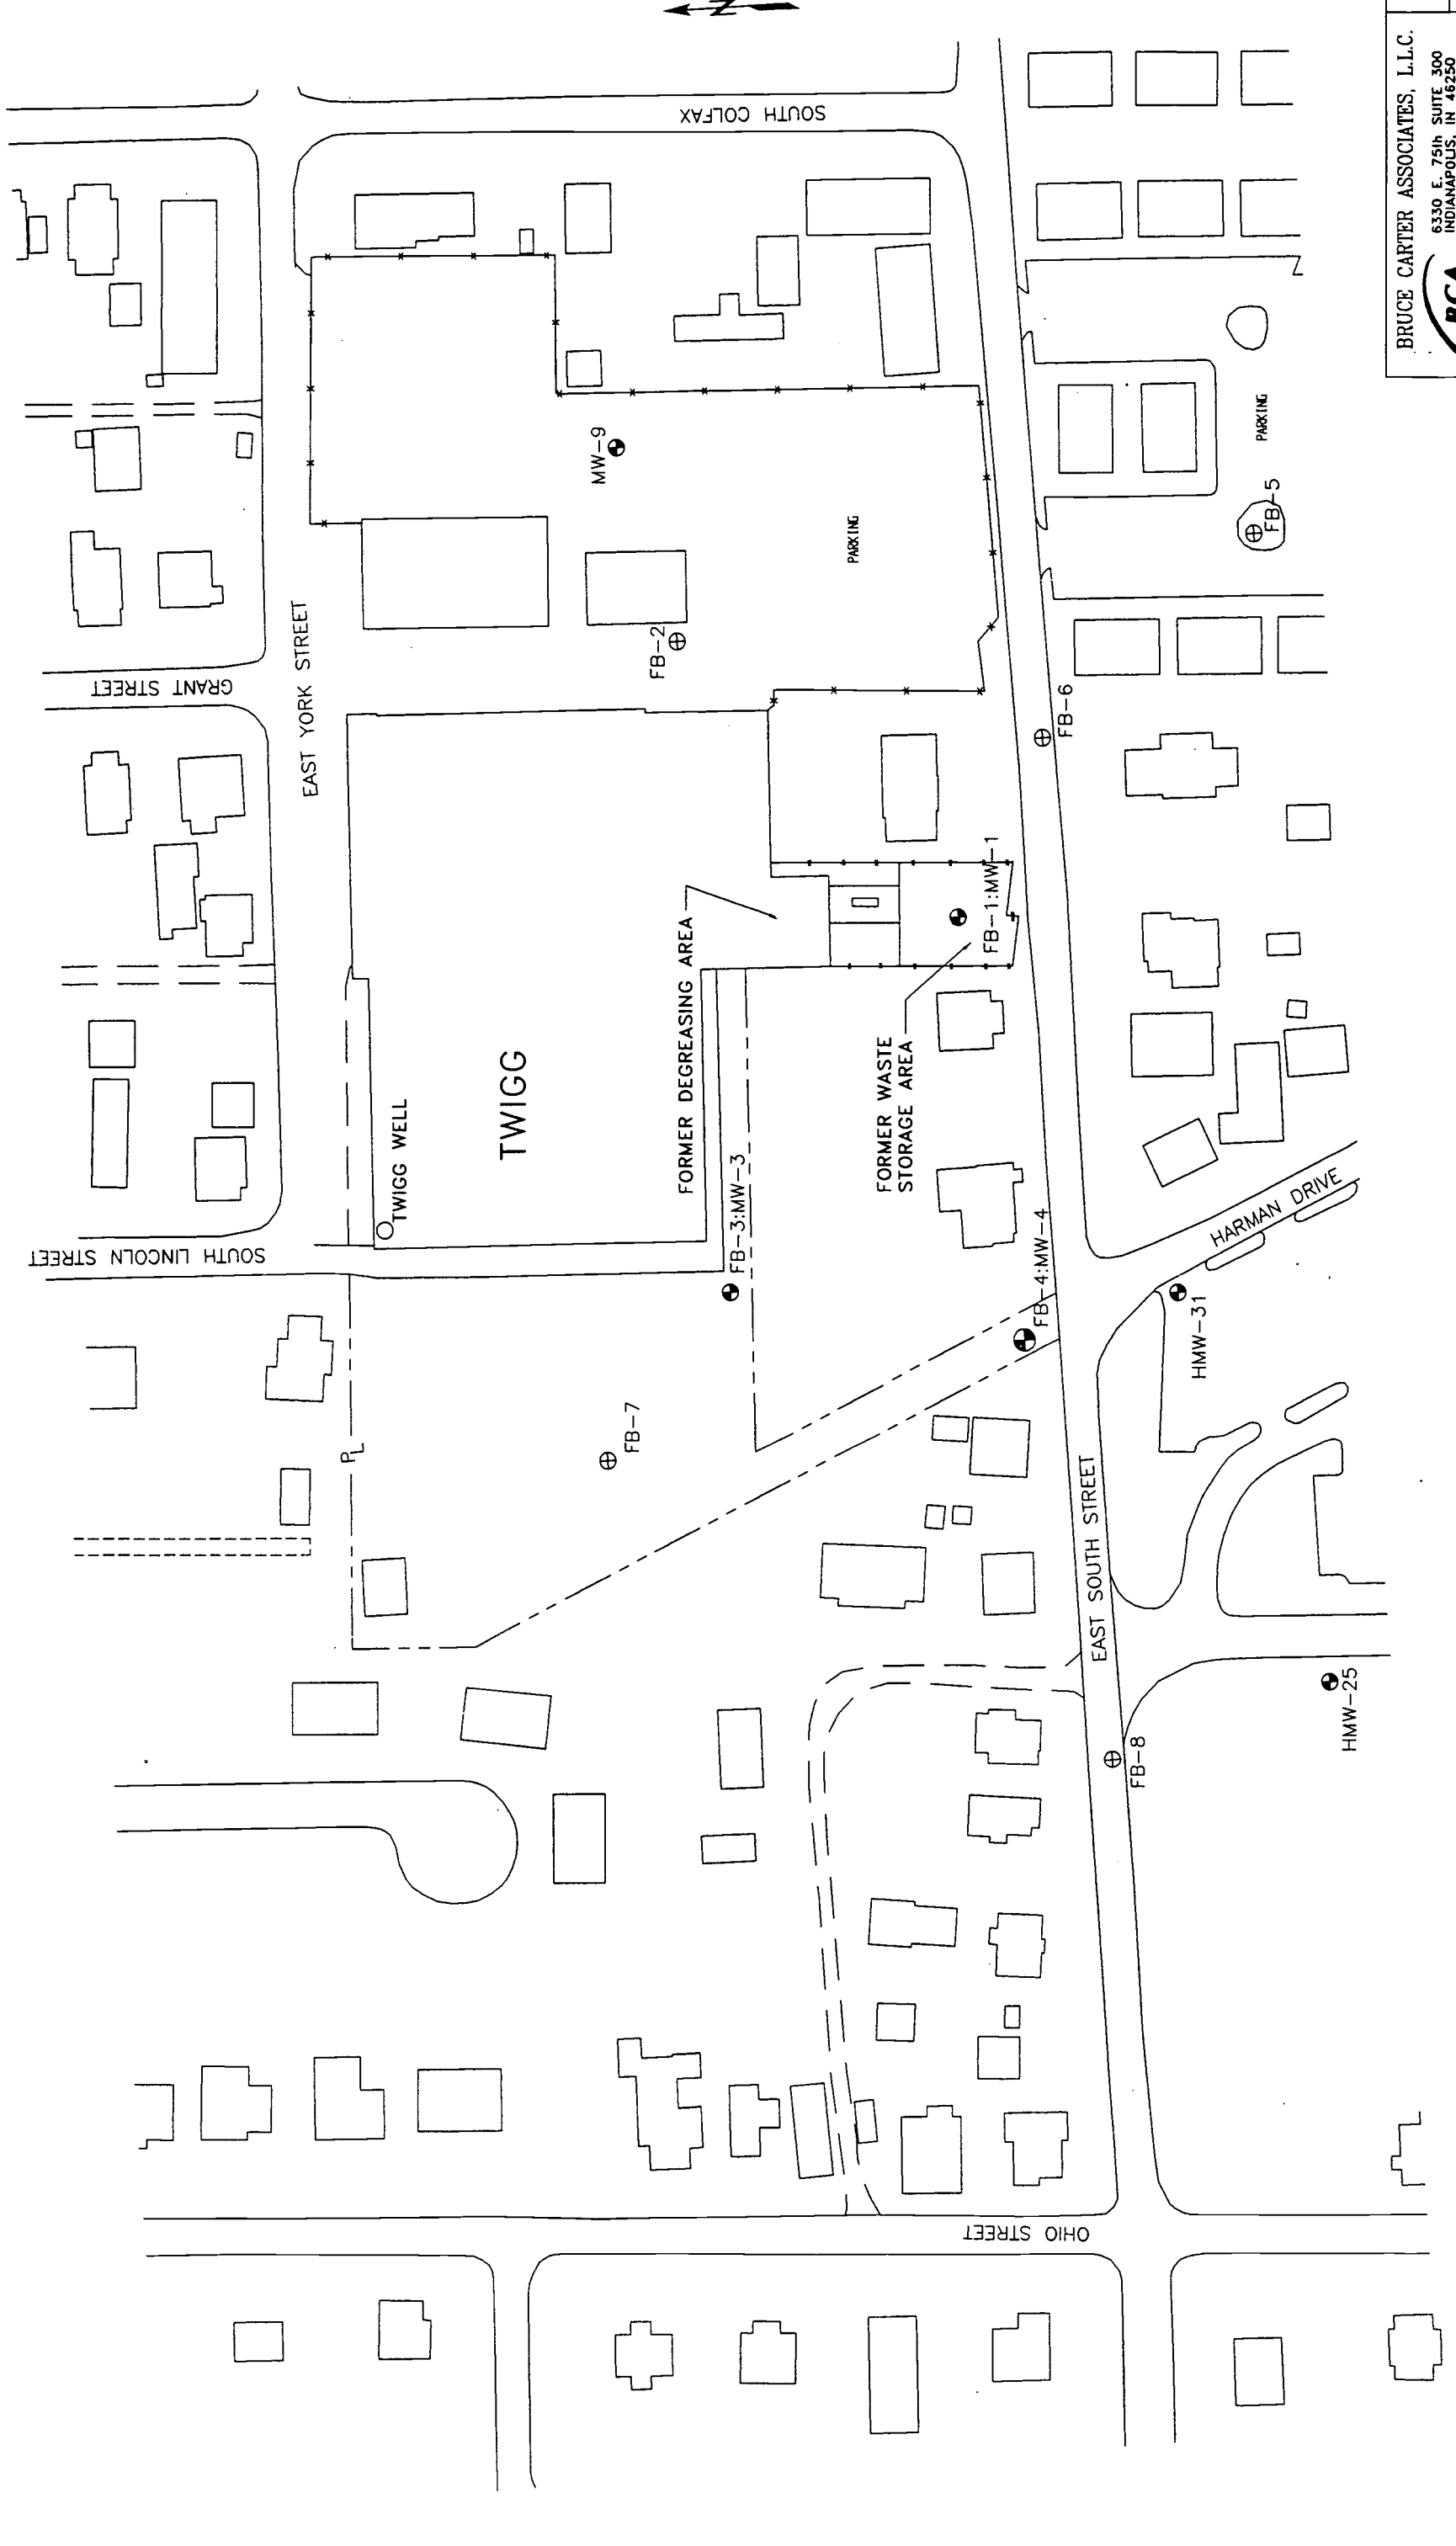 SOUTH COLFAX
GRANT STREET
EAST YORK STREET
SOUTH LINCOLN STREET
MW-9
PARKING
FB-2
FB-6
FB-5
PARKING
FB-1:MW-1
FORMER DEGREASING AREA
FORMER WASTE
STORAGE AREA
TWIGG
TWIGG WELL
FB-3:MW-3
FB-4:MW-4
HARMAN DRIVE
HMW-31
FB-7
PL
EAST SOUTH STREET
HMW-25
FB-8
OHIO STREET
N
BRUCE CARTER ASSOCIATES, L.L.C.
BCA
6330 E. 75th SUITE 300
INDIANAPOLIS, IN 46250